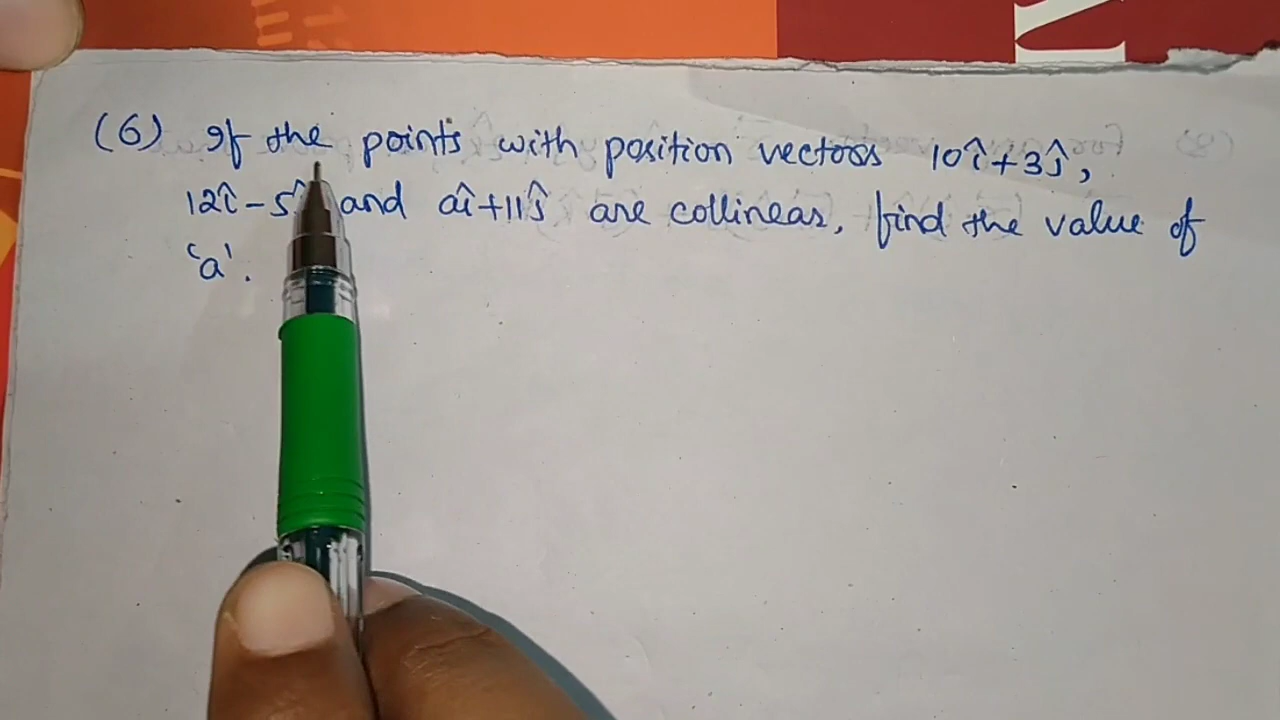 (6) If the points with position vectors 10î+3ĵ,
12î-5ĵ and aî+11ĵ are collinear, find the value of
'a'.